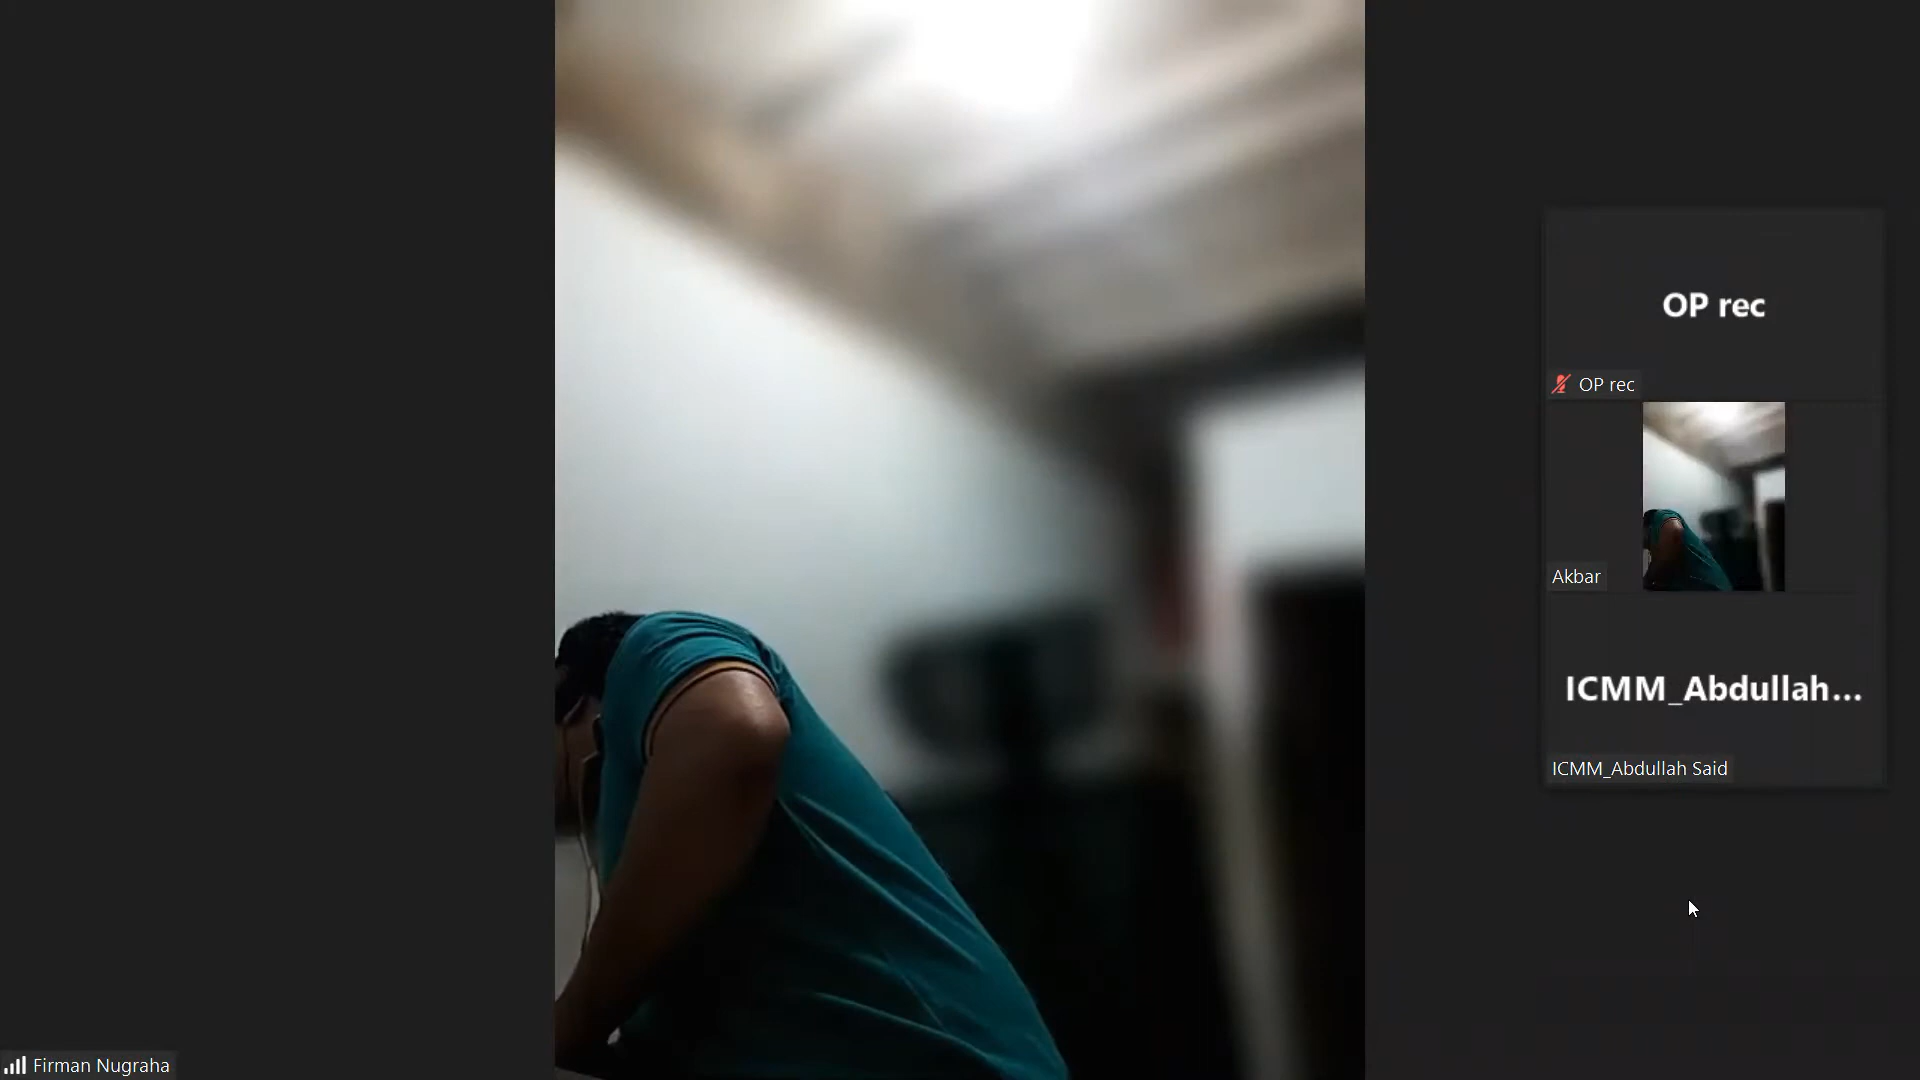 OP rec
OP rec
Akbar
ICMM_Abdullah...
ICMM_Abdullah Said
Firman Nugraha